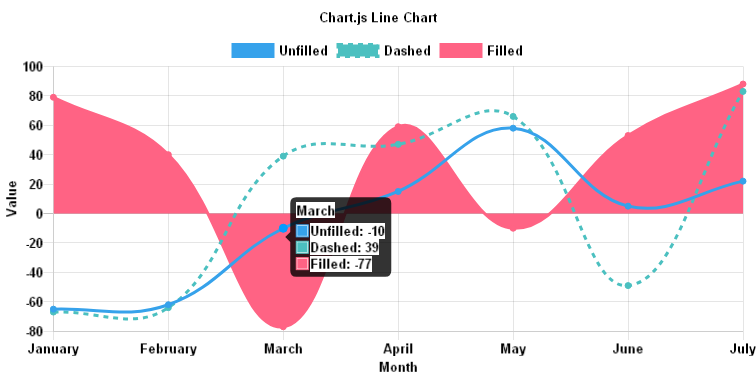 Chart.js Line Chart
Unfilled Dashed Filled
100
80
60
40
20
0
-20
-40
-60
-80
Value
March
Unfilled: -10
Dashed: 39
Filled: -77
January February March April May June July
Month